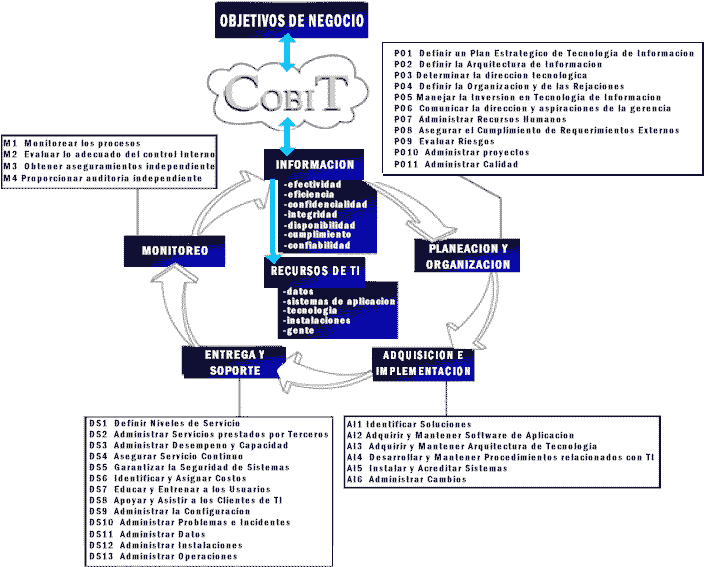 OBJETIVOS DE NEGOCIO
COBIT
PO1 Definir un Plan Estrategico de Tecnología de Informacion
PO2 Definir la Arquitectura de Informacion
PO3 Determinar la direccion tecnologica
PO4 Definir la Organizacion y de las Relaciones
PO5 Manejar la Inversion en Tecnología de Informacion
PO6 Comunicar la direccion y aspiraciones de la gerencia
PO7 Administrar Recursos Humanos
PO8 Asegurar el Cumplimiento de Requerimientos Externos
PO9 Evaluar Riesgos
PO10 Administrar proyectos
PO11 Administrar Calidad
M1 Monitorear los procesos
M2 Evaluar lo adecuado del control Interno
M3 Obtener aseguramientos independiente
M4 Proporcionar auditoria independiente
INFORMACION
-efectividad
-eficiencia
-confidencialidad
-integridad
-disponibilidad
-cumplimiento
-confiabilidad
MONITOREO
PLANEACION Y
ORGANIZACION
RECURSOS DE TI
-datos
-sistemas de aplicacion
-tecnologia
-instalaciones
-gente
ENTREGA Y
SOPORTE
ADQUISICION E
IMPLEMENTACION
DS1 Definir Niveles de Servicio
DS2 Administrar Servicios prestados por Terceros
DS3 Administrar Desempeno y Capacidad
DS4 Asegurar Servicio Continuo
DS5 Garantizar la Seguridad de Sistemas
DS6 Identificar y Asignar Costos
DS7 Educar y Entrenar a los Usuarios
DS8 Apoyar y Asistir a los Clientes de TI
DS9 Administrar la Configuracion
DS10 Administrar Problemas e Incidentes
DS11 Administrar Datos
DS12 Administrar Instalaciones
DS13 Administrar Operaciones
AI1 Identificar Soluciones
AI2 Adquirir y Mantener Software de Aplicacion
AI3 Adquirir y Mantener Arquitectura de Tecnologia
AI4 Desarrollar y Mantener Procedimientos relacionados con TI
AI5 Instalar y Acreditar Sistemas
AI6 Administrar Cambios